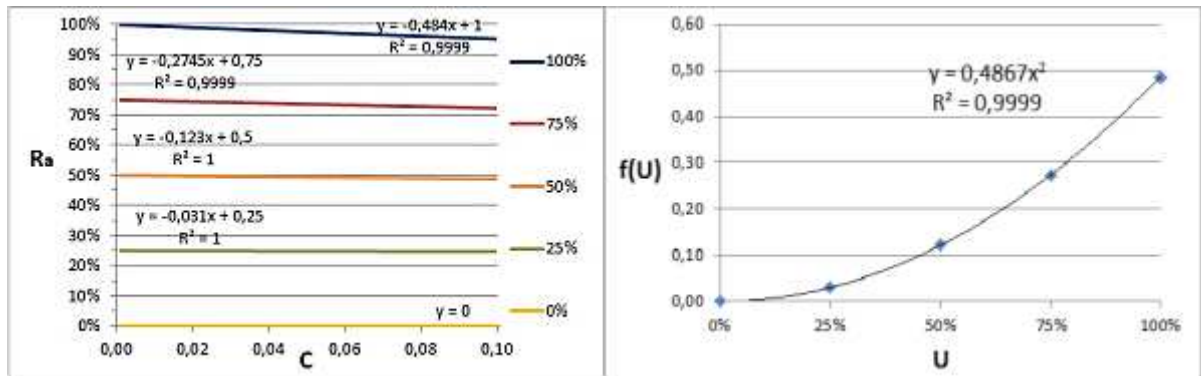 100%
90%
80%
70%
60%
50%
40%
30%
20%
10%
0%
Ra
y = -0,484x + 1
R² = 0,9999
y = -0,2745x + 0,75
R² = 0,9999
y = -0,123x + 0,5
R² = 1
y = -0,031x + 0,25
R² = 1
y = 0
0,00 0,02 0,04 0,06 0,08 0,10
C
100%
75%
50%
25%
0%
0,60
0,50
0,40
0,30
0,20
0,10
0,00
f(U)
y = 0,4867x²
R² = 0,9999
0% 25% 50% 75% 100%
U